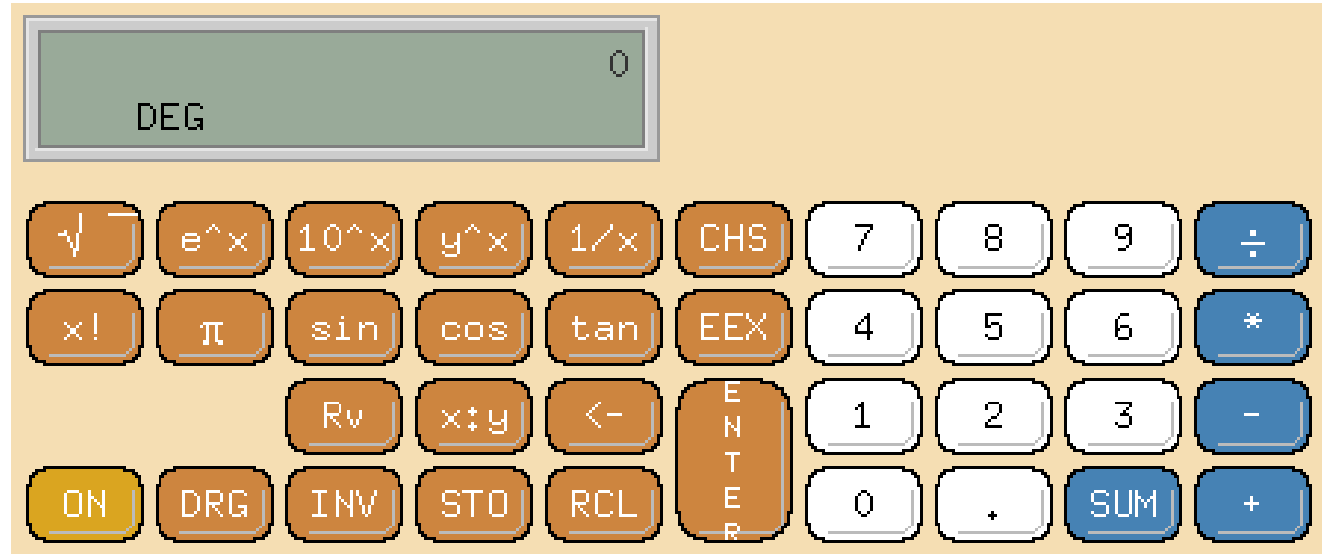 0
DEG
√‾ e^x 10^x y^x 1/x CHS 7 8 9 ÷
x! π sin cos tan EEX 4 5 6 *
Rv x:y <- ENTER 1 2 3 -
ON DRG INV STO RCL 0 . SUM +